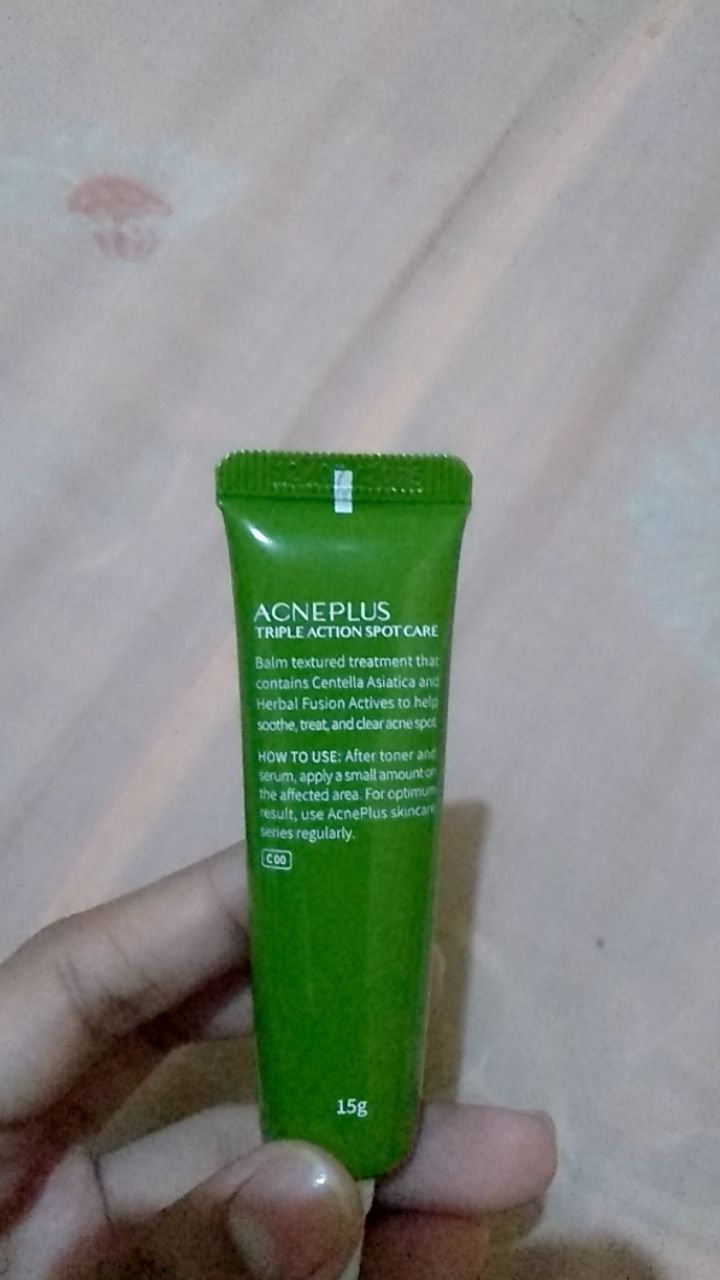 ACNEPLUS
TRIPLE ACTION SPOT CARE
Balm textured treatment that
contains Centella Asiatica and
Herbal Fusion Actives to help
soothe, treat, and clear acne spot
HOW TO USE: After toner and
serum, apply a small amount on
the affected area. For optimum
result, use AcnePlus skincare
series regularly.
C00
15g